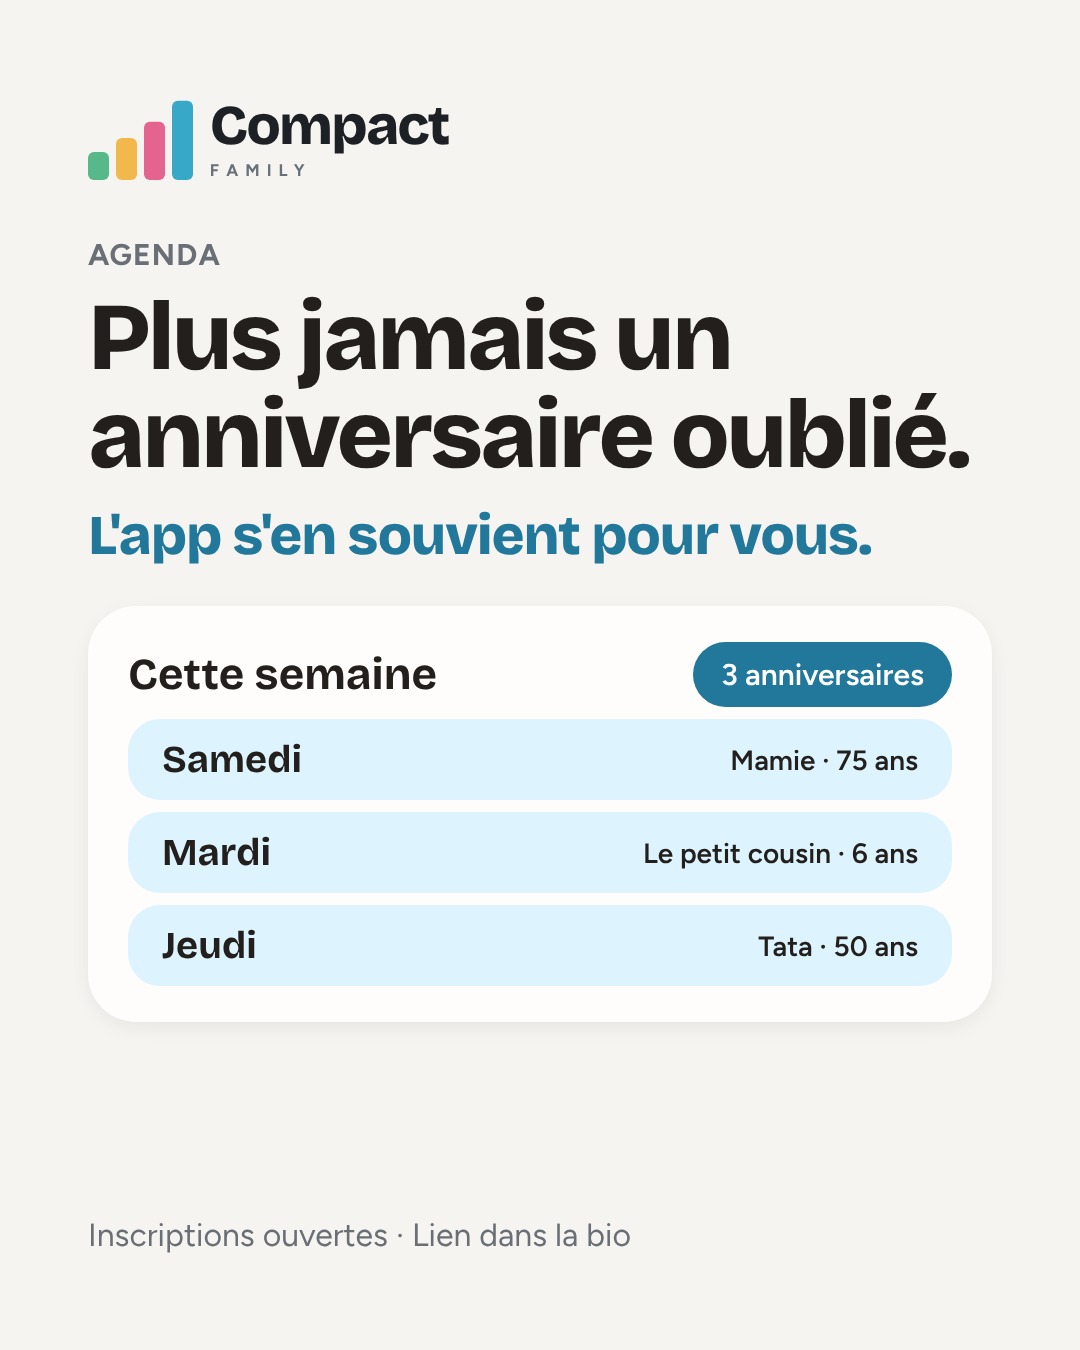 Compact
FAMILY
AGENDA
Plus jamais un
anniversaire oublié.
L'app s'en souvient pour vous.
Cette semaine
3 anniversaires
Samedi
Mamie · 75 ans
Mardi
Le petit cousin · 6 ans
Jeudi
Tata · 50 ans
Inscriptions ouvertes · Lien dans la bio